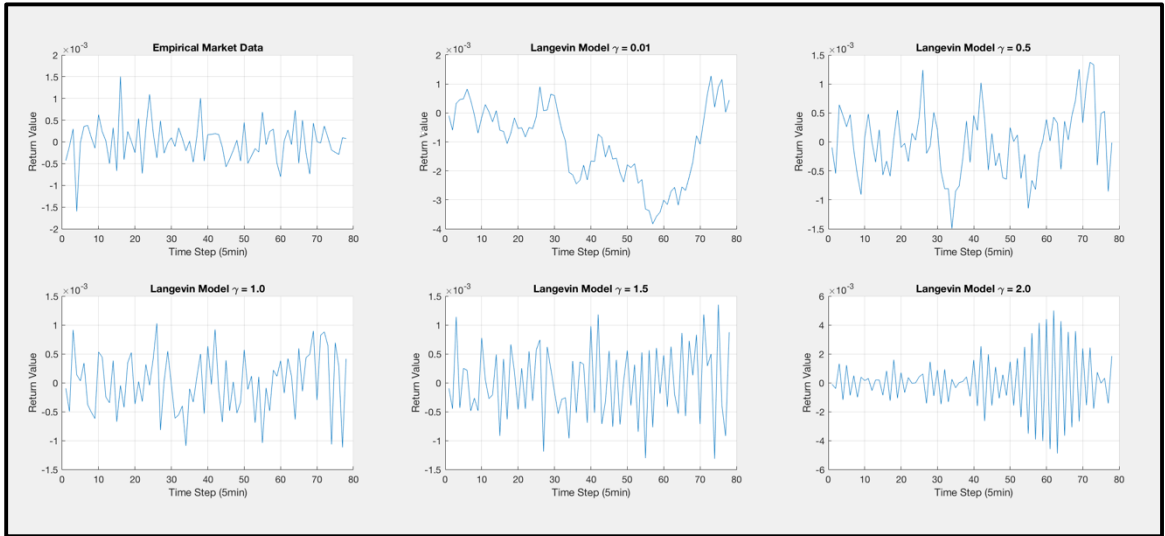 Empirical Market Data
×10⁻³
2
1.5
1
0.5
0
-0.5
-1
-1.5
-2
Return Value
0 10 20 30 40 50 60 70 80
Time Step (5min)
Langevin Model γ = 0.01
×10⁻³
2
1
0
-1
-2
-3
-4
Return Value
0 10 20 30 40 50 60 70 80
Time Step (5min)
Langevin Model γ = 0.5
×10⁻³
1.5
1
0.5
0
-0.5
-1
-1.5
Return Value
0 10 20 30 40 50 60 70 80
Time Step (5min)
Langevin Model γ = 1.0
×10⁻³
1.5
1
0.5
0
-0.5
-1
-1.5
Return Value
0 10 20 30 40 50 60 70 80
Time Step (5min)
Langevin Model γ = 1.5
×10⁻³
1.5
1
0.5
0
-0.5
-1
-1.5
Return Value
0 10 20 30 40 50 60 70 80
Time Step (5min)
Langevin Model γ = 2.0
×10⁻³
6
4
2
0
-2
-4
-6
Return Value
0 10 20 30 40 50 60 70 80
Time Step (5min)